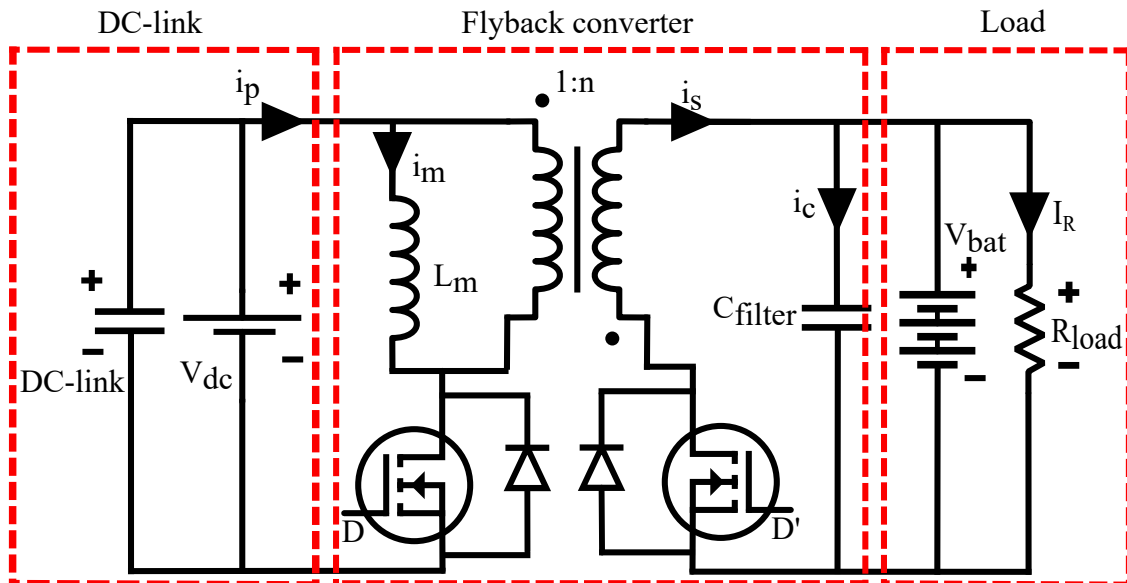 DC-link
Flyback converter
Load
ip
1:n
is
im
ic
IR
Vbat
+
+
+
+
Lm
Cfilter
Rload
−
−
−
−
DC-link
Vdc
D
D'